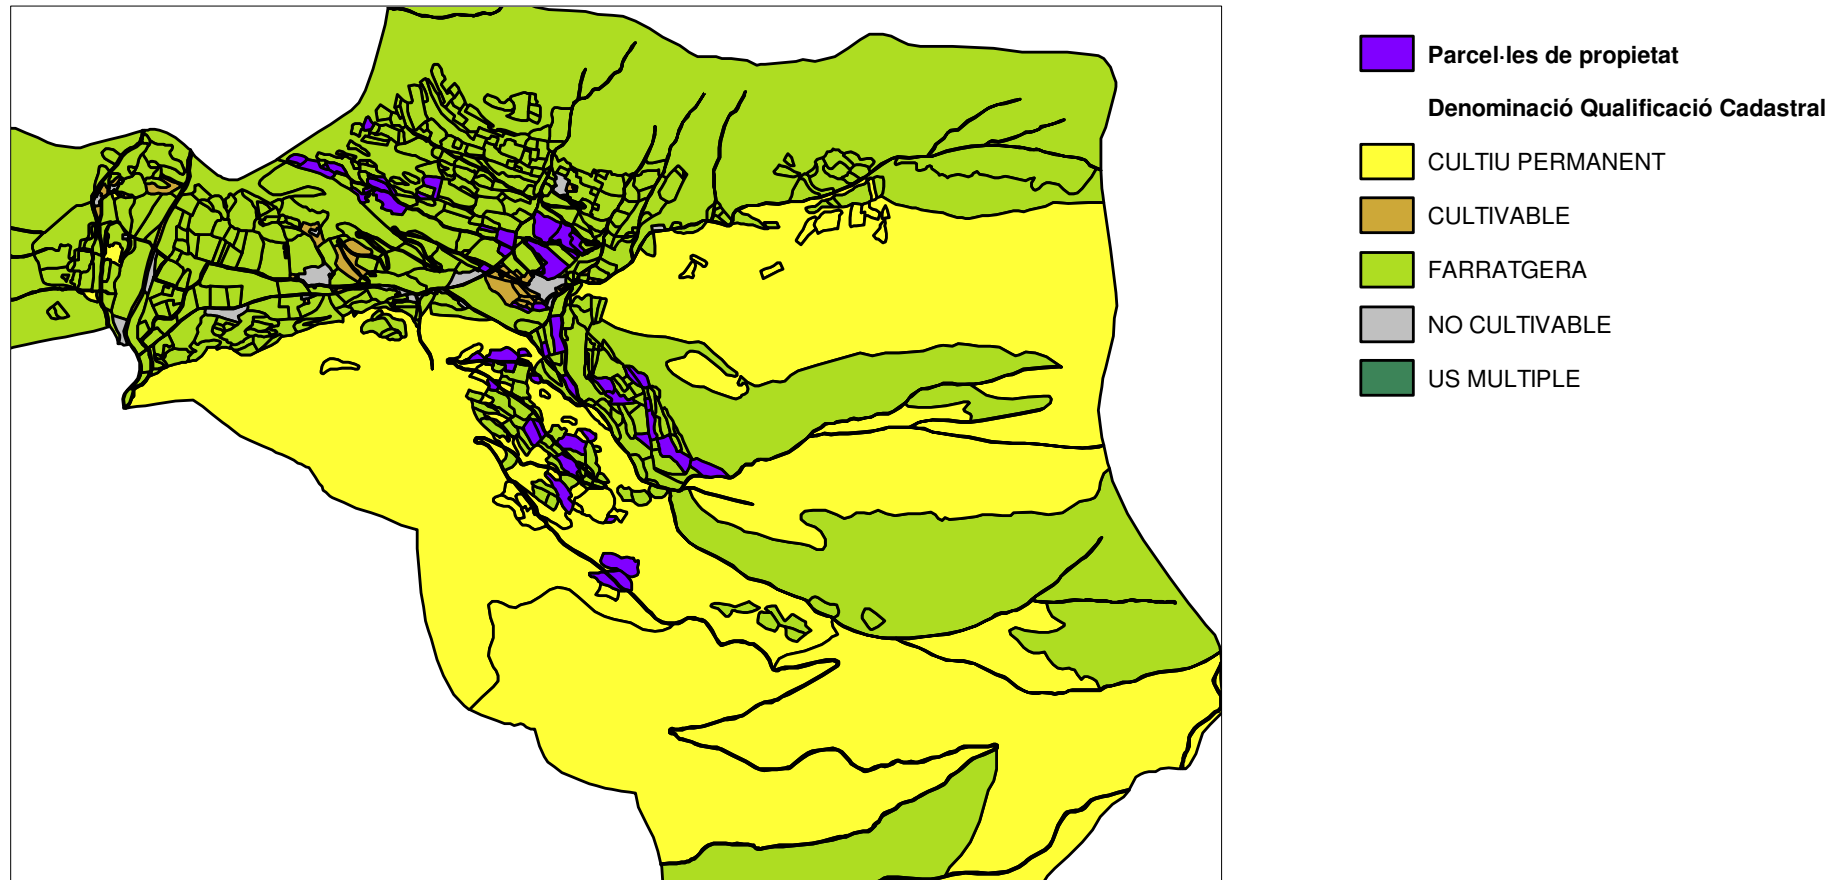 Parcel·les de propietat
Denominació Qualificació Cadastral
CULTIU PERMANENT
CULTIVABLE
FARRATGERA
NO CULTIVABLE
US MULTIPLE